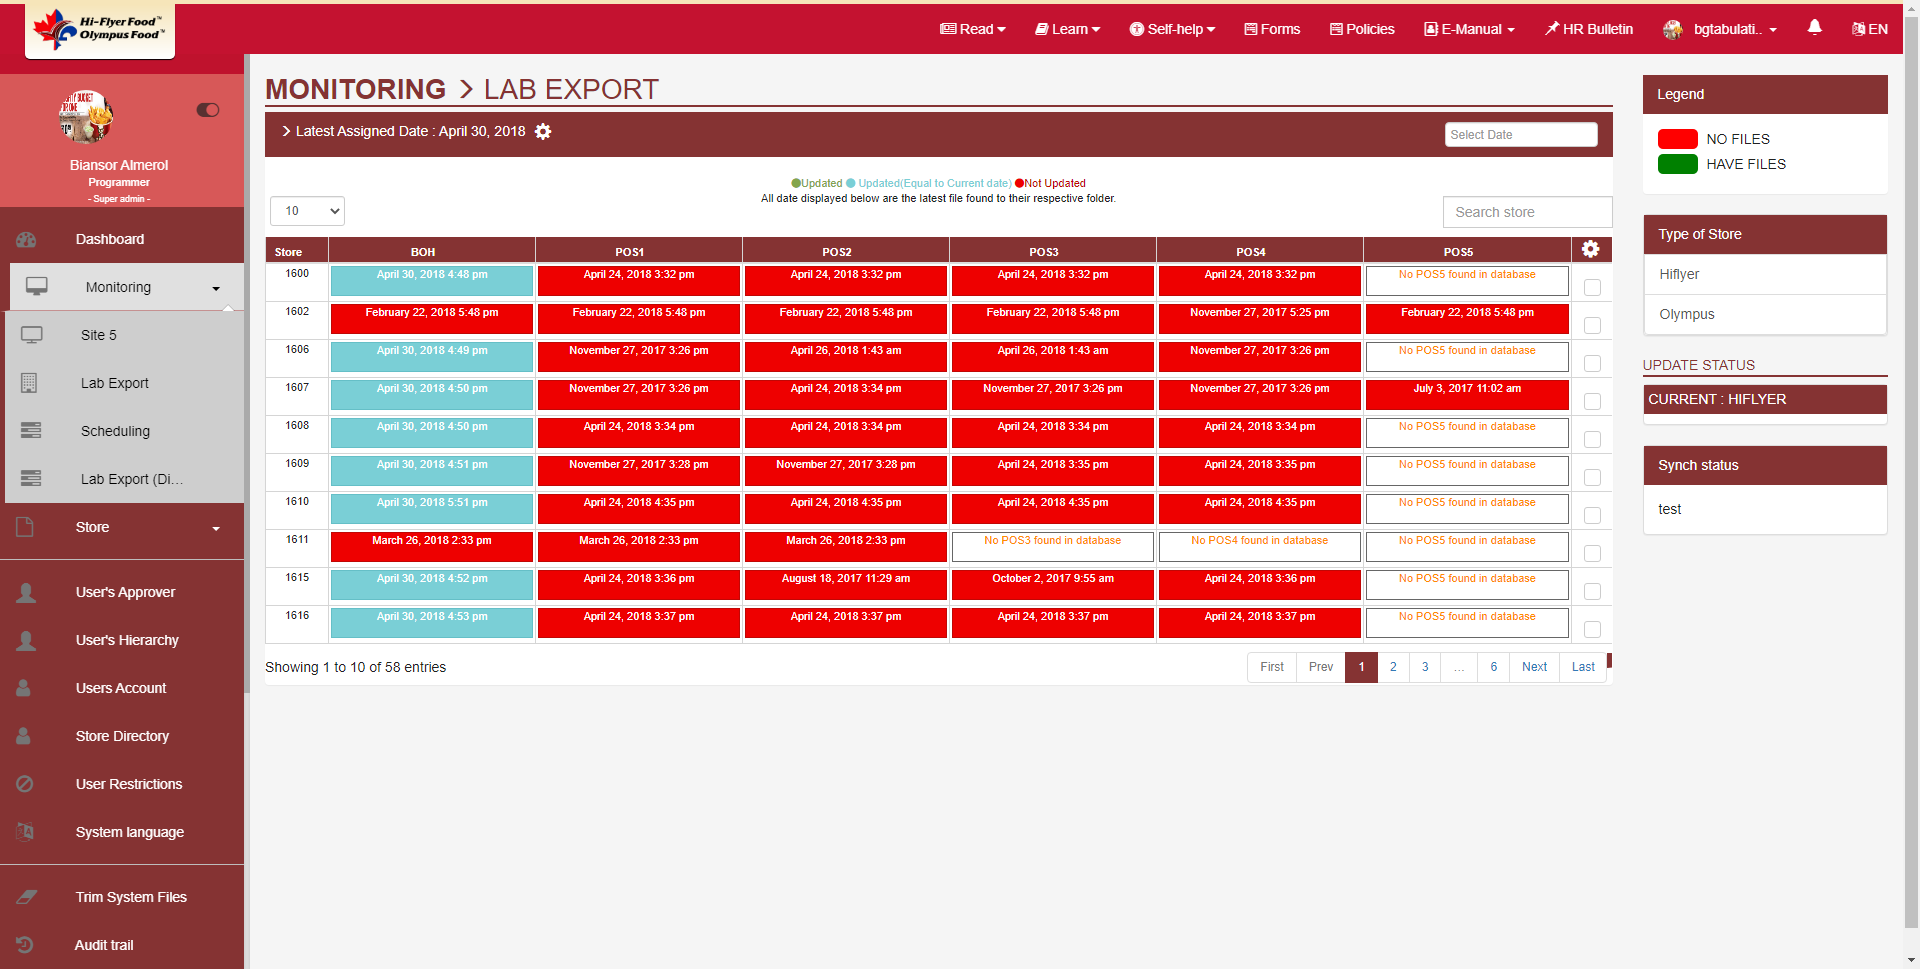 Hi-Flyer Food™
Olympus Food™
Read
Learn
Self-help
Forms
Policies
E-Manual
HR Bulletin
bgtabulati..
EN
Biansor Almerol
Programmer
- Super admin -
Dashboard
Monitoring
Site 5
Lab Export
Scheduling
Lab Export (Di...
Store
User's Approver
User's Hierarchy
Users Account
Store Directory
User Restrictions
System language
Trim System Files
Audit trail
MONITORING > LAB EXPORT
> Latest Assigned Date : April 30, 2018
Select Date
Updated Updated(Equal to Current date) Not Updated
All date displayed below are the latest file found to their respective folder.
10
Search store
Store BOH POS1 POS2 POS3 POS4 POS5
1600 April 30, 2018 4:48 pm April 24, 2018 3:32 pm April 24, 2018 3:32 pm April 24, 2018 3:32 pm April 24, 2018 3:32 pm No POS5 found in database
1602 February 22, 2018 5:48 pm February 22, 2018 5:48 pm February 22, 2018 5:48 pm February 22, 2018 5:48 pm November 27, 2017 5:25 pm February 22, 2018 5:48 pm
1606 April 30, 2018 4:49 pm November 27, 2017 3:26 pm April 26, 2018 1:43 am April 26, 2018 1:43 am November 27, 2017 3:26 pm No POS5 found in database
1607 April 30, 2018 4:50 pm November 27, 2017 3:26 pm April 24, 2018 3:34 pm November 27, 2017 3:26 pm November 27, 2017 3:26 pm July 3, 2017 11:02 am
1608 April 30, 2018 4:50 pm April 24, 2018 3:34 pm April 24, 2018 3:34 pm April 24, 2018 3:34 pm April 24, 2018 3:34 pm No POS5 found in database
1609 April 30, 2018 4:51 pm November 27, 2017 3:28 pm November 27, 2017 3:28 pm April 24, 2018 3:35 pm April 24, 2018 3:35 pm No POS5 found in database
1610 April 30, 2018 5:51 pm April 24, 2018 4:35 pm April 24, 2018 4:35 pm April 24, 2018 4:35 pm April 24, 2018 4:35 pm No POS5 found in database
1611 March 26, 2018 2:33 pm March 26, 2018 2:33 pm March 26, 2018 2:33 pm No POS3 found in database No POS4 found in database No POS5 found in database
1615 April 30, 2018 4:52 pm April 24, 2018 3:36 pm August 18, 2017 11:29 am October 2, 2017 9:55 am April 24, 2018 3:36 pm No POS5 found in database
1616 April 30, 2018 4:53 pm April 24, 2018 3:37 pm April 24, 2018 3:37 pm April 24, 2018 3:37 pm April 24, 2018 3:37 pm No POS5 found in database
Showing 1 to 10 of 58 entries
First Prev 1 2 3 ... 6 Next Last
Legend
NO FILES
HAVE FILES
Type of Store
Hiflyer
Olympus
UPDATE STATUS
CURRENT : HIFLYER
Synch status
test